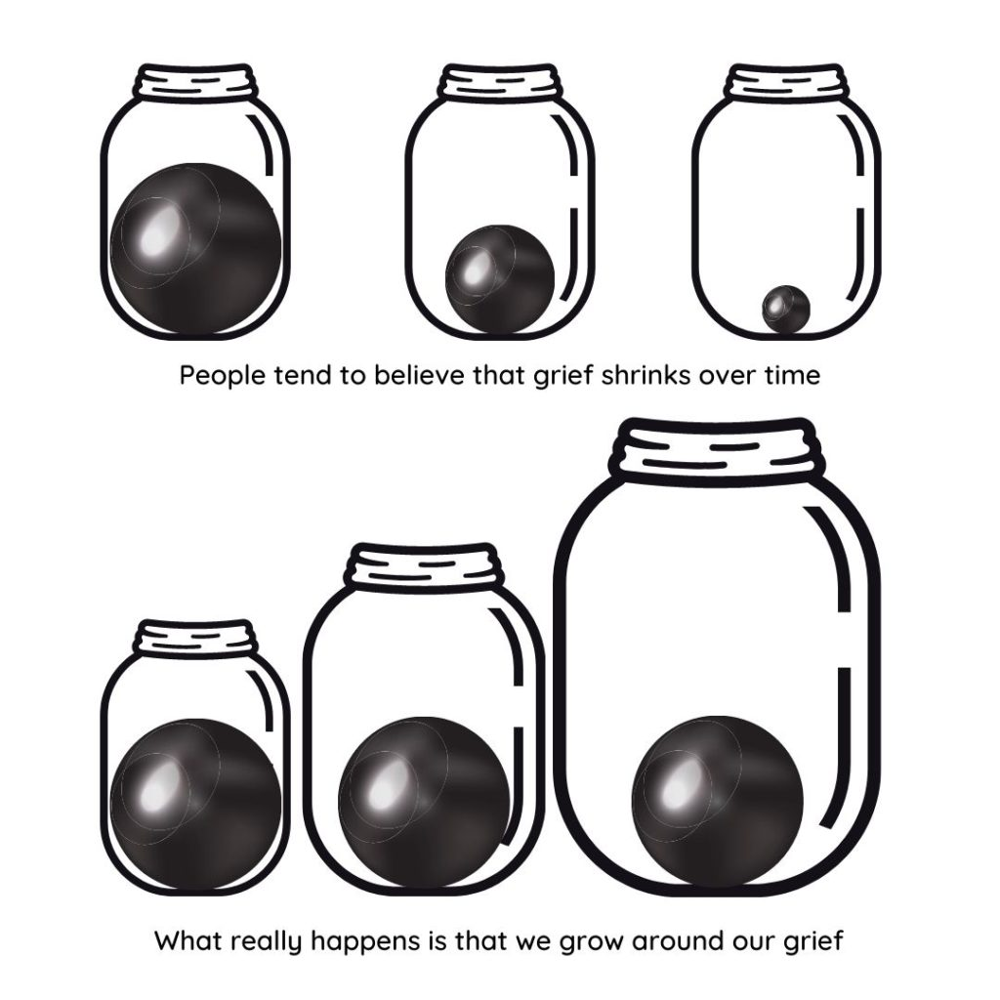 People tend to believe that grief shrinks over time
What really happens is that we grow around our grief